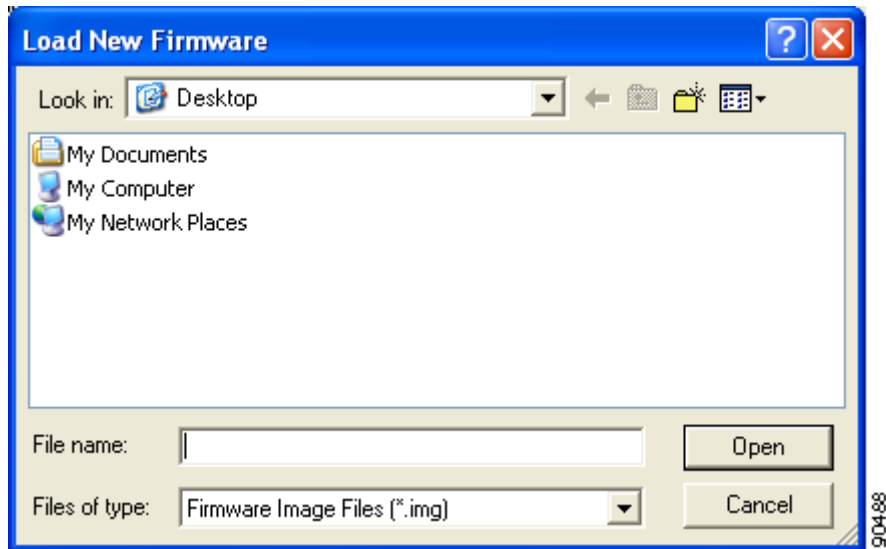 Load New Firmware
Look in: Desktop
My Documents
My Computer
My Network Places
File name:
Open
Files of type: Firmware Image Files (*.img)
Cancel
90488